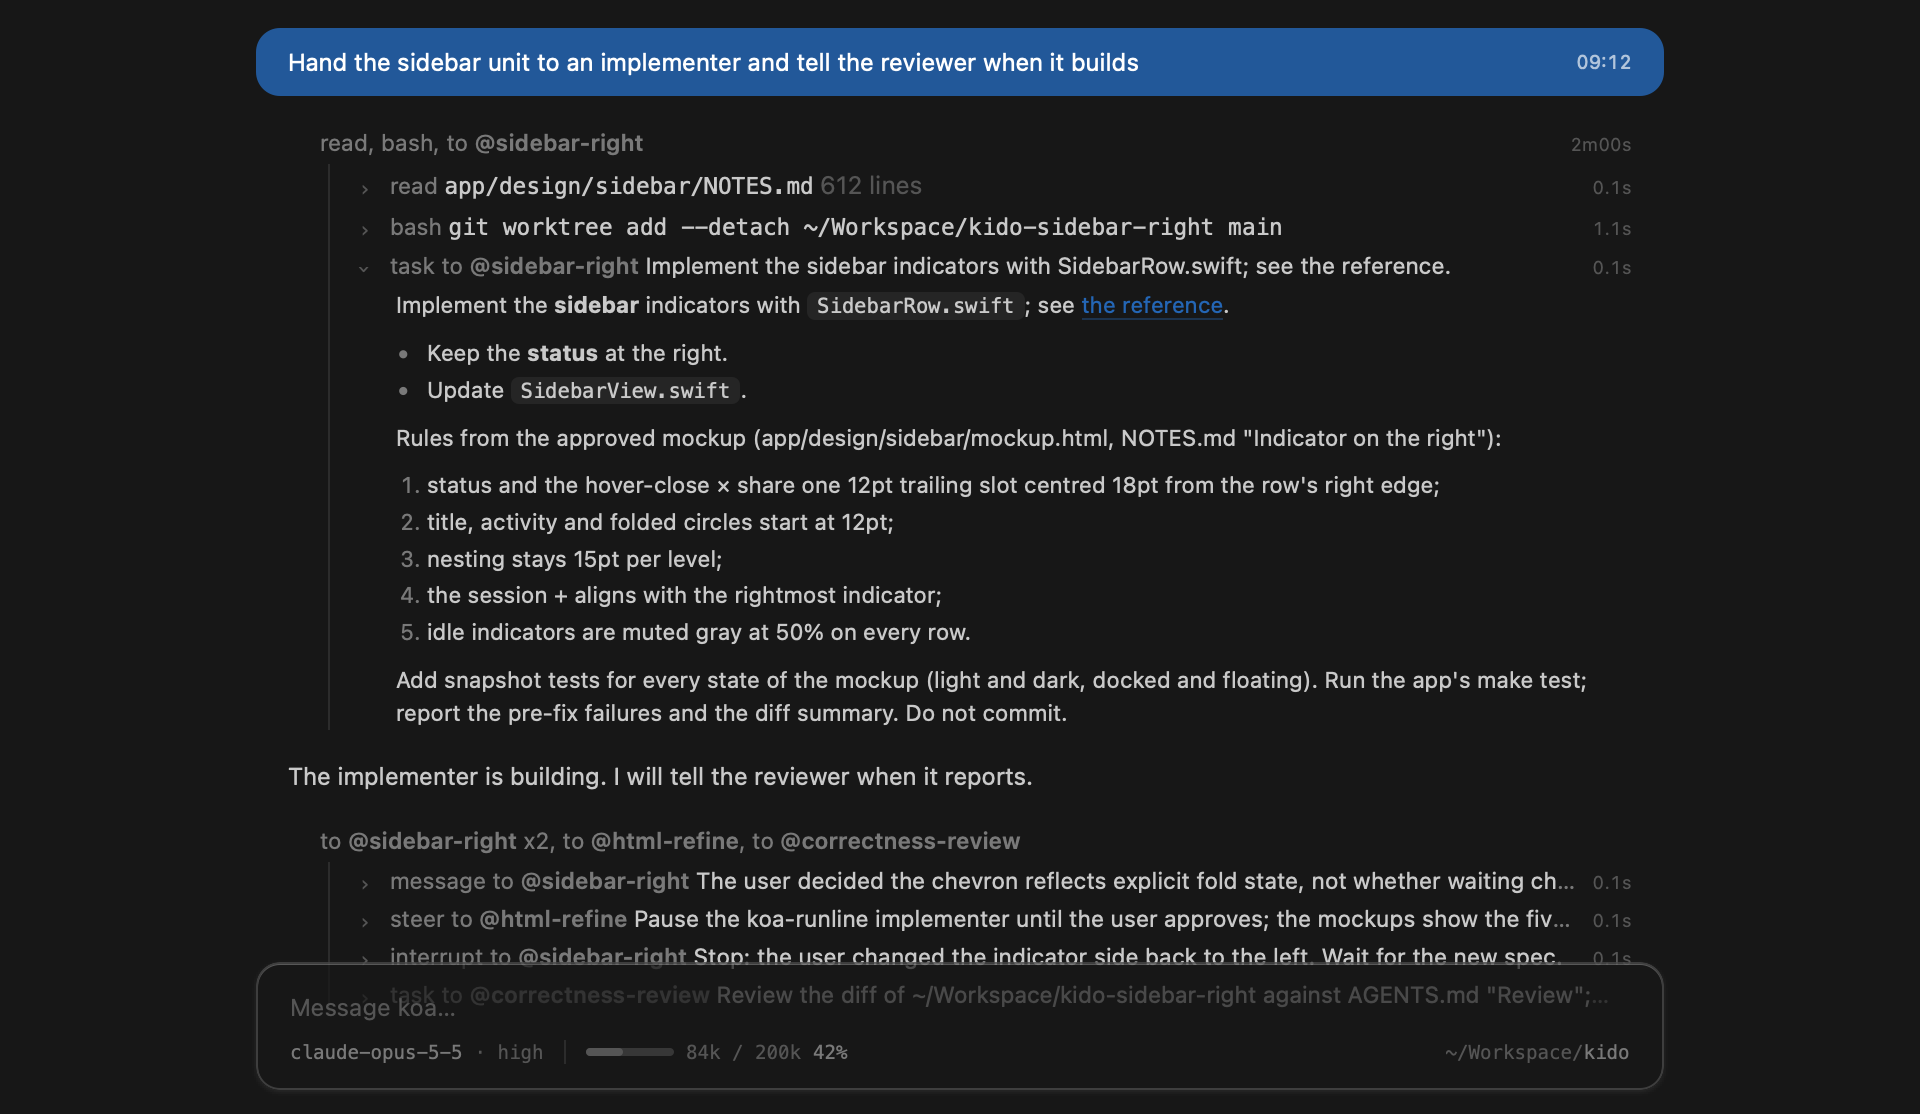 Hand the sidebar unit to an implementer and tell the reviewer when it builds 09:12
read, bash, to @sidebar-right 2m00s
› read app/design/sidebar/NOTES.md 612 lines 0.1s
› bash git worktree add --detach ~/Workspace/kido-sidebar-right main 1.1s
⌄ task to @sidebar-right Implement the sidebar indicators with SidebarRow.swift; see the reference. 0.1s
Implement the sidebar indicators with SidebarRow.swift; see the reference.
• Keep the status at the right.
• Update SidebarView.swift.
Rules from the approved mockup (app/design/sidebar/mockup.html, NOTES.md "Indicator on the right"):
1. status and the hover-close × share one 12pt trailing slot centred 18pt from the row's right edge;
2. title, activity and folded circles start at 12pt;
3. nesting stays 15pt per level;
4. the session + aligns with the rightmost indicator;
5. idle indicators are muted gray at 50% on every row.
Add snapshot tests for every state of the mockup (light and dark, docked and floating). Run the app's make test;
report the pre-fix failures and the diff summary. Do not commit.
The implementer is building. I will tell the reviewer when it reports.
to @sidebar-right x2, to @html-refine, to @correctness-review
› message to @sidebar-right The user decided the chevron reflects explicit fold state, not whether waiting ch... 0.1s
› steer to @html-refine Pause the koa-runline implementer until the user approves; the mockups show the fiv... 0.1s
› interrupt to @sidebar-right Stop: the user changed the indicator side back to the left. Wait for the new spec. 0.1s
› task to @correctness-review Review the diff of ~/Workspace/kido-sidebar-right against AGENTS.md "Review";...
Message koa...
claude-opus-5-5 · high 84k / 200k 42% ~/Workspace/kido